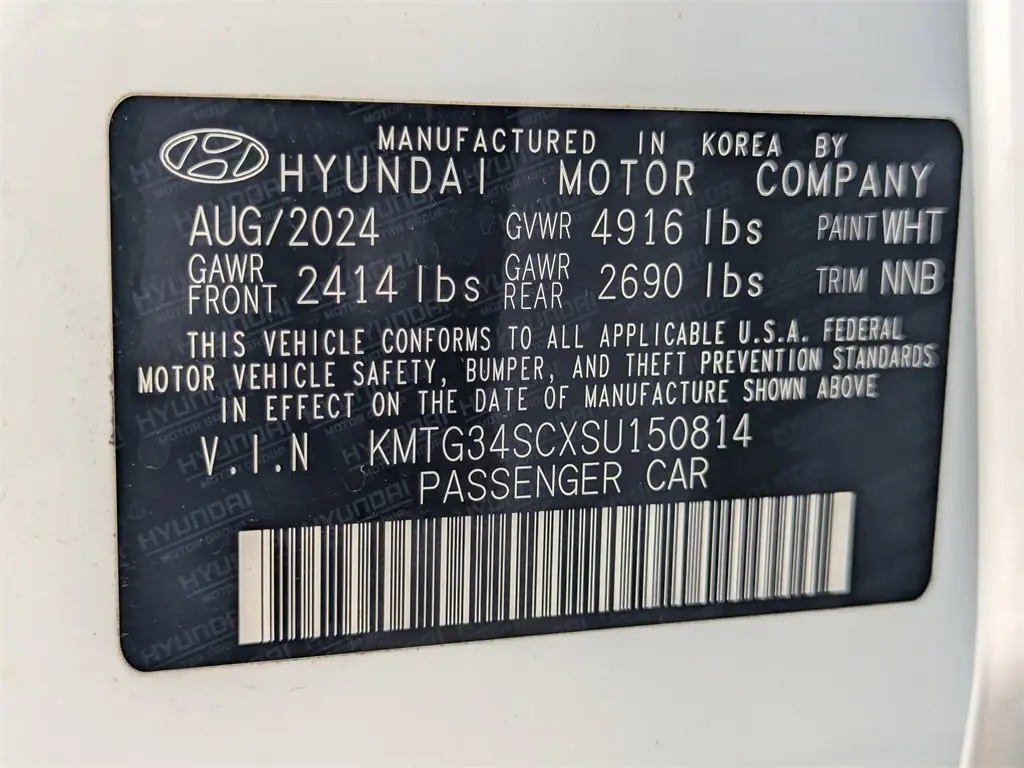 MANUFACTURED IN KOREA BY
HYUNDAI MOTOR COMPANY
AUG/2024 GVWR 4916 lbs PAINT WHT
GAWR FRONT 2414 lbs GAWR REAR 2690 lbs TRIM NNB
THIS VEHICLE CONFORMS TO ALL APPLICABLE U.S.A. FEDERAL
MOTOR VEHICLE SAFETY, BUMPER, AND THEFT PREVENTION STANDARDS
IN EFFECT ON THE DATE OF MANUFACTURE SHOWN ABOVE
V.I.N KMTG34SCXSU150814
PASSENGER CAR